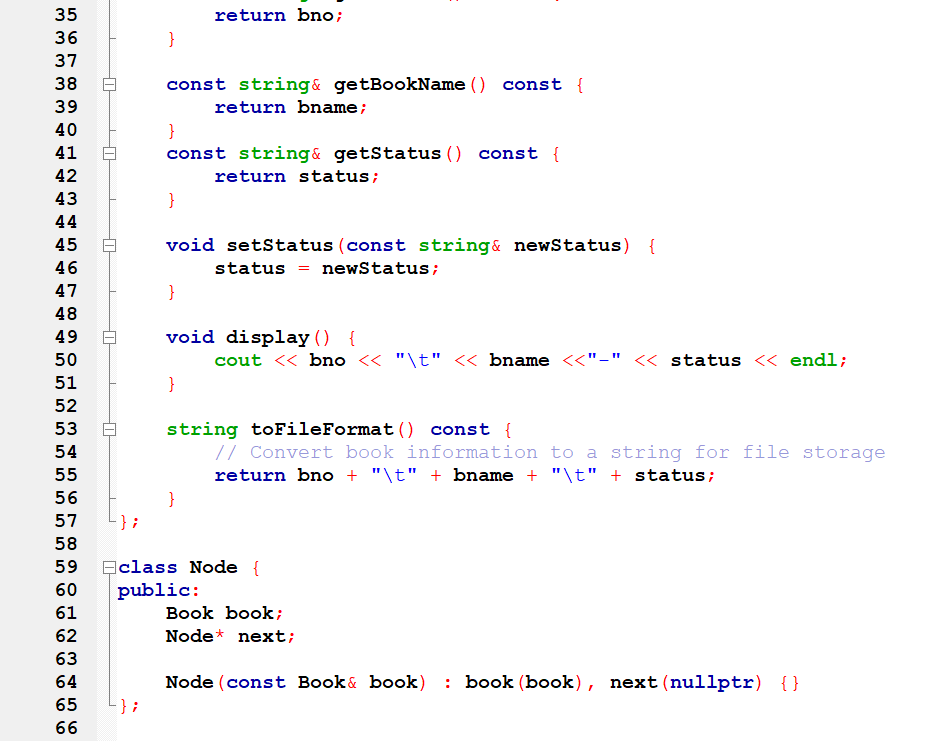 35 return bno;
36 }
37
38 const string& getBookName() const {
39 return bname;
40 }
41 const string& getStatus() const {
42 return status;
43 }
44
45 void setStatus(const string& newStatus) {
46 status = newStatus;
47 }
48
49 void display() {
50 cout << bno << "\t" << bname <<"-" << status << endl;
51 }
52
53 string toFileFormat() const {
54 // Convert book information to a string for file storage
55 return bno + "\t" + bname + "\t" + status;
56 }
57 };
58
59 class Node {
60 public:
61 Book book;
62 Node* next;
63
64 Node(const Book& book) : book(book), next(nullptr) {}
65 };
66